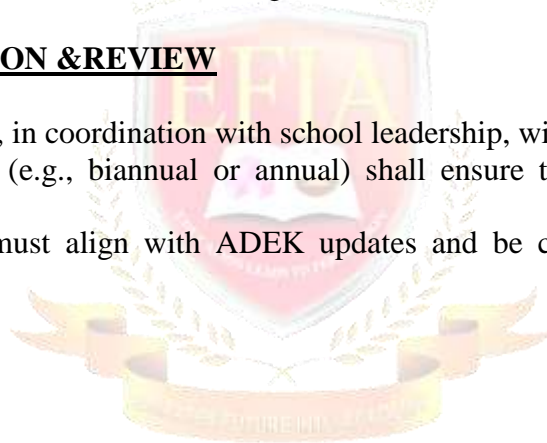 ON &REVIEW
, in coordination with school leadership, wi
(e.g., biannual or annual) shall ensure t
must align with ADEK updates and be c
EFIA